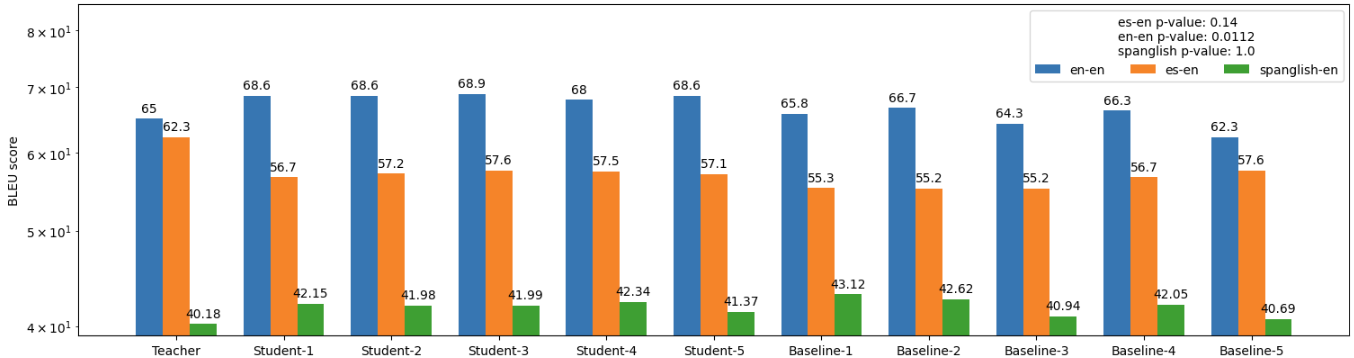 8 × 10¹
7 × 10¹
6 × 10¹
5 × 10¹
4 × 10¹
BLEU score
es-en p-value: 0.14
en-en p-value: 0.0112
spanglish p-value: 1.0
en-en es-en spanglish-en
65 62.3 40.18
68.6 56.7 42.15
68.6 57.2 41.98
68.9 57.6 41.99
68 57.5 42.34
68.6 57.1 41.37
65.8 55.3 43.12
66.7 55.2 42.62
64.3 55.2 40.94
66.3 56.7 42.05
62.3 57.6 40.69
Teacher Student-1 Student-2 Student-3 Student-4 Student-5 Baseline-1 Baseline-2 Baseline-3 Baseline-4 Baseline-5